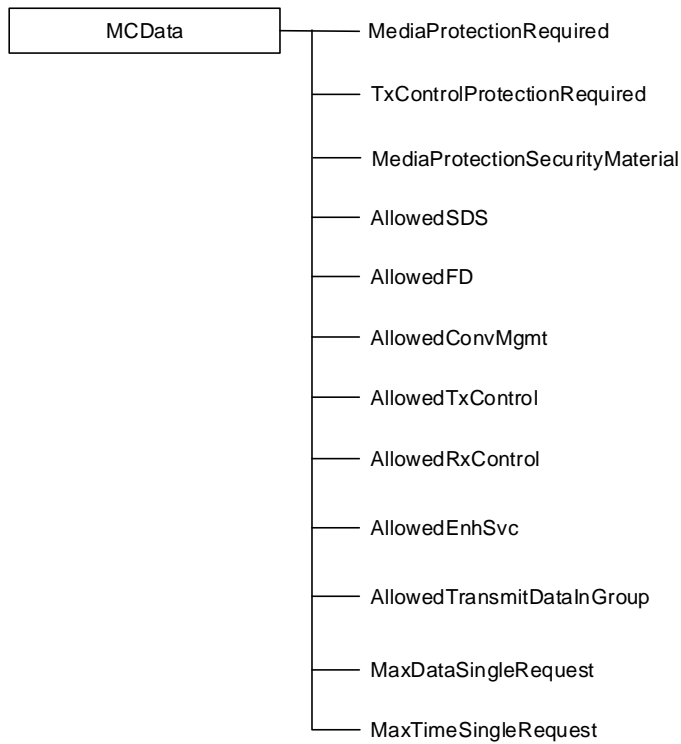 MCData
MediaProtectionRequired
TxControlProtectionRequired
MediaProtectionSecurityMaterial
AllowedSDS
AllowedFD
AllowedConvMgmt
AllowedTxControl
AllowedRxControl
AllowedEnhSvc
AllowedTransmitDataInGroup
MaxDataSingleRequest
MaxTimeSingleRequest